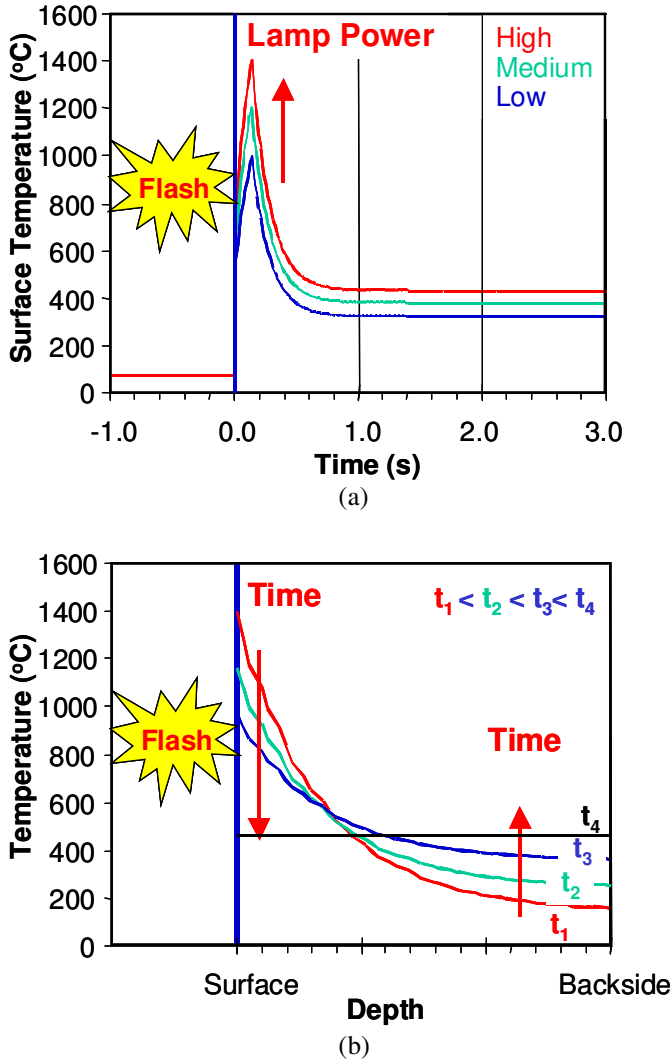 1600
1400
1200
1000
800
600
400
200
0
Surface Temperature (ºC)
Lamp Power
High
Medium
Low
Flash
-1.0 0.0 1.0 2.0 3.0
Time (s)
(a)
1600
1400
1200
1000
800
600
400
200
0
Temperature (ºC)
Time
t1 < t2 < t3< t4
Flash
Time
t4
t3
t2
t1
Surface Backside
Depth
(b)